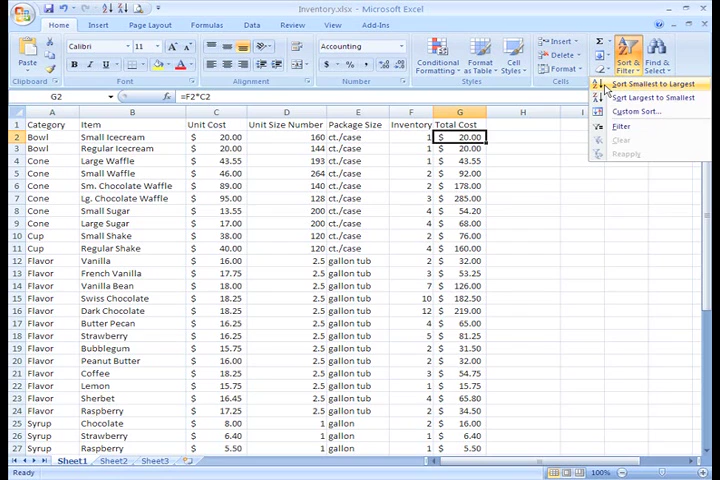 Inventory.xlsx - Microsoft Excel
Home Insert Page Layout Formulas Data Review View Add-Ins
Calibri 11 Accounting Insert Σ
Paste B I U $ % , Conditional Formatting Format as Table Cell Styles Delete Format Sort & Filter Find & Select
Clipboard Font Alignment Number Cells
Sort Smallest to Largest
Sort Largest to Smallest
Custom Sort...
Filter
Clear
Reapply
G2 fx =F2*C2
A B C D E F G H
1 Category Item Unit Cost Unit Size Number Package Size Inventory Total Cost
2 Bowl Small Icecream $ 20.00 160 ct./case 1 $ 20.00
3 Bowl Regular Icecream $ 20.00 144 ct./case 1 $ 20.00
4 Cone Large Waffle $ 43.55 193 ct./case 1 $ 43.55
5 Cone Small Waffle $ 46.00 264 ct./case 2 $ 92.00
6 Cone Sm. Chocolate Waffle $ 89.00 140 ct./case 2 $ 178.00
7 Cone Lg. Chocolate Waffle $ 95.00 128 ct./case 3 $ 285.00
8 Cone Small Sugar $ 13.55 200 ct./case 4 $ 54.20
9 Cone Large Sugar $ 17.00 200 ct./case 4 $ 68.00
10 Cup Small Shake $ 38.00 120 ct./case 2 $ 76.00
11 Cup Regular Shake $ 40.00 120 ct./case 4 $ 160.00
12 Flavor Vanilla $ 16.00 2.5 gallon tub 2 $ 32.00
13 Flavor French Vanilla $ 17.75 2.5 gallon tub 3 $ 53.25
14 Flavor Vanilla Bean $ 18.00 2.5 gallon tub 7 $ 126.00
15 Flavor Swiss Chocolate $ 18.25 2.5 gallon tub 10 $ 182.50
16 Flavor Dark Chocolate $ 18.25 2.5 gallon tub 12 $ 219.00
17 Flavor Butter Pecan $ 16.25 2.5 gallon tub 4 $ 65.00
18 Flavor Strawberry $ 16.25 2.5 gallon tub 5 $ 81.25
19 Flavor Bubblegum $ 15.75 2.5 gallon tub 2 $ 31.50
20 Flavor Peanut Butter $ 16.00 2.5 gallon tub 2 $ 32.00
21 Flavor Coffee $ 18.25 2.5 gallon tub 3 $ 54.75
22 Flavor Lemon $ 15.75 2.5 gallon tub 1 $ 15.75
23 Flavor Sherbet $ 16.45 2.5 gallon tub 4 $ 65.80
24 Flavor Raspberry $ 17.25 2.5 gallon tub 2 $ 34.50
25 Syrup Chocolate $ 8.00 1 gallon 2 $ 16.00
26 Syrup Strawberry $ 6.40 1 gallon 1 $ 6.40
27 Syrup Raspberry $ 5.50 1 gallon 1 $ 5.50
Sheet1 Sheet2 Sheet3
Ready 100%